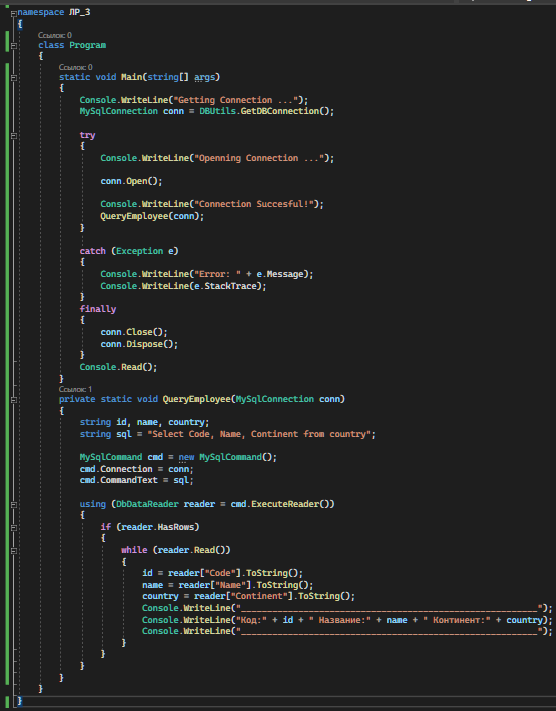 namespace ЛР_3
{
Ссылок: 0
class Program
{
Ссылок: 0
static void Main(string[] args)
{
Console.WriteLine("Getting Connection ...");
MySqlConnection conn = DBUtils.GetDBConnection();
try
{
Console.WriteLine("Openning Connection ...");
conn.Open();
Console.WriteLine("Connection Succesful!");
QueryEmployee(conn);
}
catch (Exception e)
{
Console.WriteLine("Error: " + e.Message);
Console.WriteLine(e.StackTrace);
}
finally
{
conn.Close();
conn.Dispose();
}
Console.Read();
}
Ссылок: 1
private static void QueryEmployee(MySqlConnection conn)
{
string id, name, country;
string sql = "Select Code, Name, Continent from country";
MySqlCommand cmd = new MySqlCommand();
cmd.Connection = conn;
cmd.CommandText = sql;
using (DbDataReader reader = cmd.ExecuteReader())
{
if (reader.HasRows)
{
while (reader.Read())
{
id = reader["Code"].ToString();
name = reader["Name"].ToString();
country = reader["Continent"].ToString();
Console.WriteLine("_________________________________________________________");
Console.WriteLine("Код:" + id + " Название:" + name + " Континент:" + country);
Console.WriteLine("_________________________________________________________");
}
}
}
}
}
}